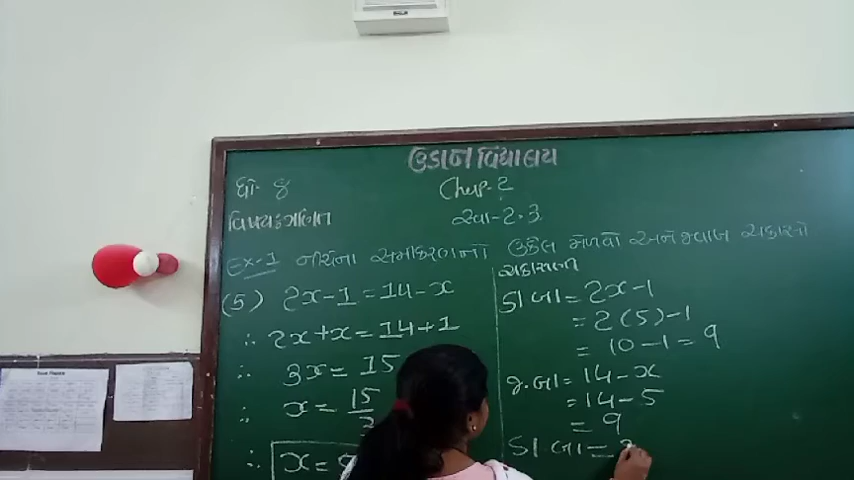 ઉડાન વિદ્યાલય
ધો- ૪
Chap-2
વિષય:ગણિત
સ્વા-2.3
Ex-1 નીચેના સમીકરણનો ઉકેલ મેળવો અને જવાબ ચકાસો
(5) 2x-1=14-x
∴ 2x+x=14+1
∴ 3x=15
∴ x=15
∴ x=
ચકાસણી
ડા બા=2x-1
=2(5)-1
=10-1=9
જ.બા=14-x
=14-5
=9
ડા બા=